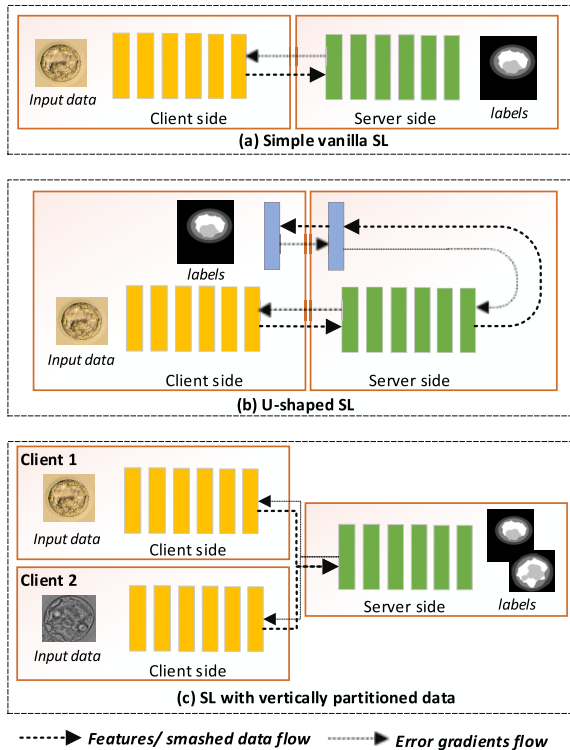 Input data
Client side
Server side
labels
(a) Simple vanilla SL
labels
Input data
Client side
Server side
(b) U-shaped SL
Client 1
Input data
Client side
Client 2
Input data
Client side
Server side
labels
(c) SL with vertically partitioned data
Features/ smashed data flow
Error gradients flow